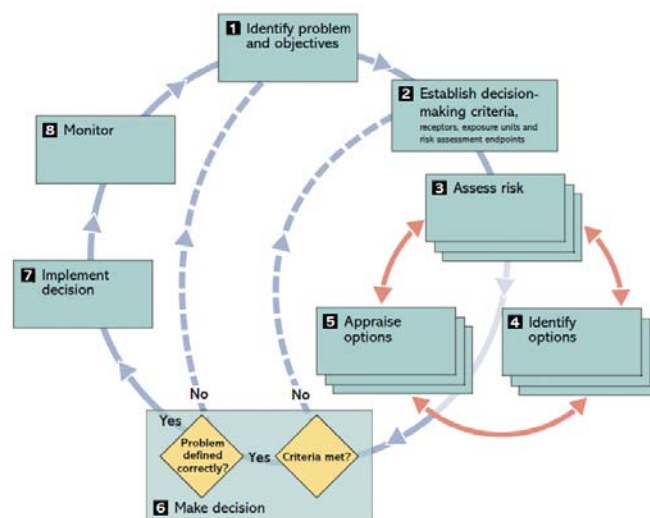 1 Identify problem
and objectives
2 Establish decision-
making criteria,
receptors, exposure units and
risk assessment endpoints
3 Assess risk
4 Identify
options
5 Appraise
options
No
No
Yes
Problem
defined
correctly?
Yes
Criteria met?
6 Make decision
7 Implement
decision
8 Monitor